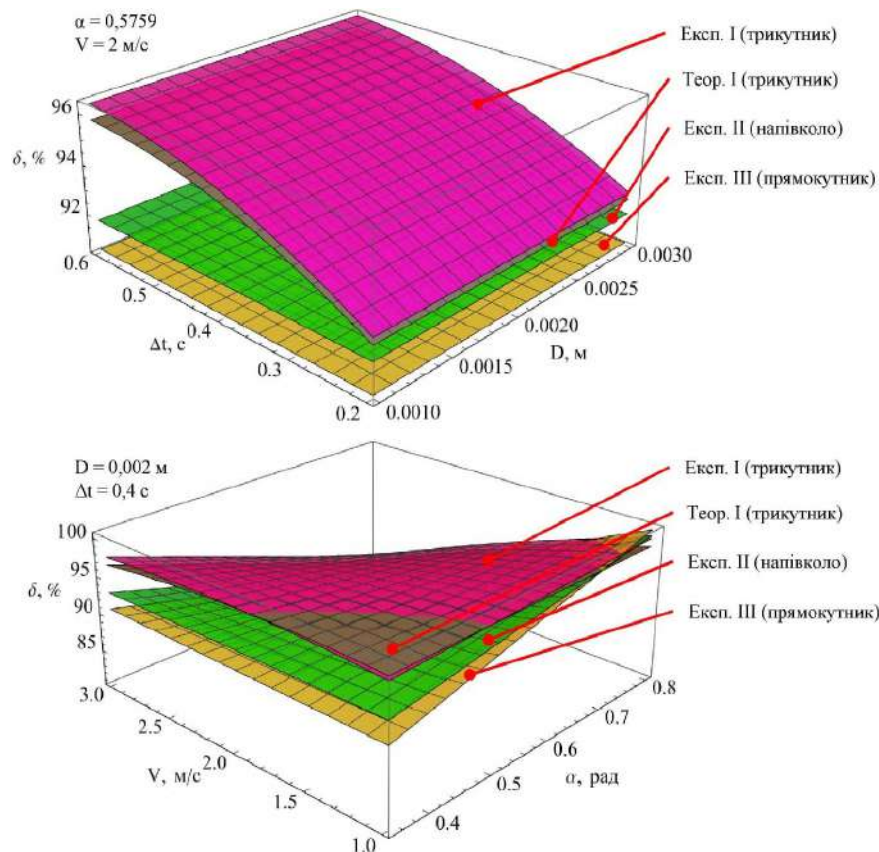 α = 0,5759
V = 2 м/с
Експ. I (трикутник)
Теор. I (трикутник)
Експ. II (напівколо)
Експ. III (прямокутник)
96
δ, %
94
92
0.6
0.5
0.4
Δt, с
0.3
0.2
0.0010
0.0015
D, м
0.0020
0.0025
0.0030
D = 0,002 м
Δt = 0,4 с
Експ. I (трикутник)
Теор. I (трикутник)
Експ. II (напівколо)
Експ. III (прямокутник)
100
95
δ, %
90
85
3.0
2.5
V, м/с
2.0
1.5
1.0
0.4
0.5
α, рад
0.6
0.7
0.8